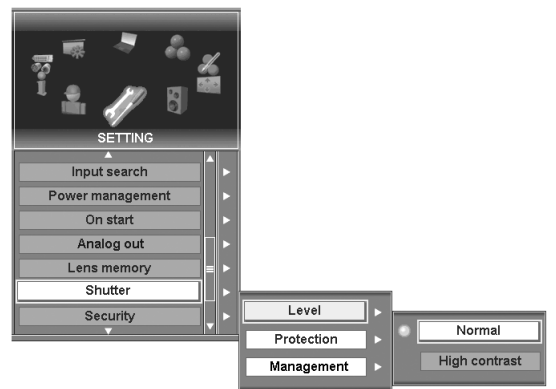 SETTING
Input search
Power management
On start
Analog out
Lens memory
Shutter
Security
Level
Protection
Management
Normal
High contrast